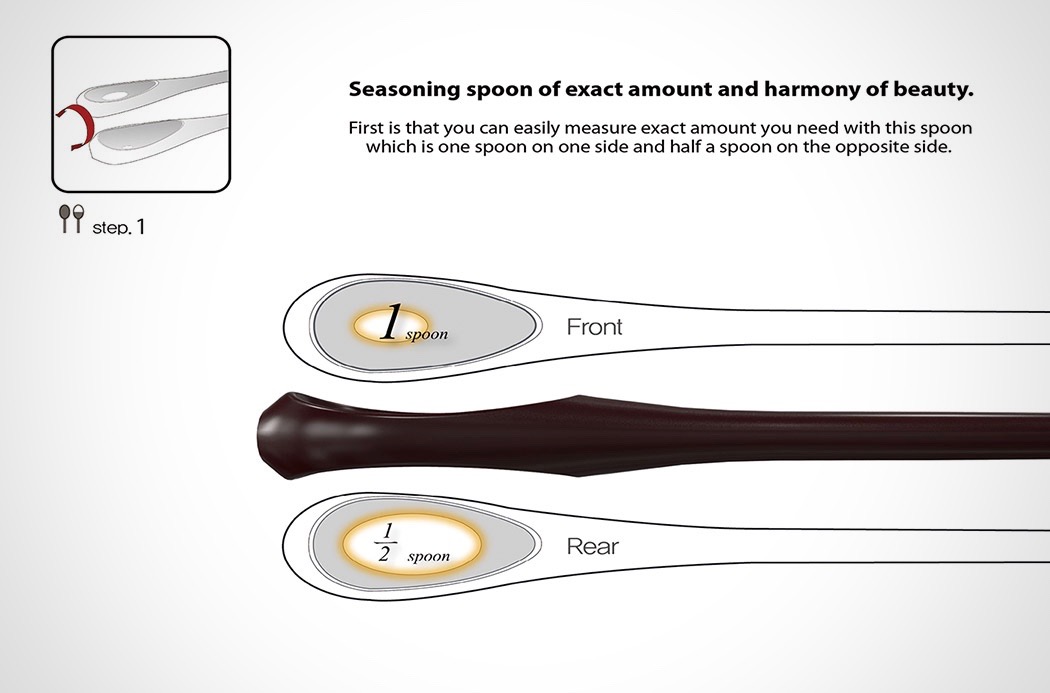 Seasoning spoon of exact amount and harmony of beauty.
First is that you can easily measure exact amount you need with this spoon
which is one spoon on one side and half a spoon on the opposite side.
step. 1
1 spoon
Front
1/2 spoon
Rear